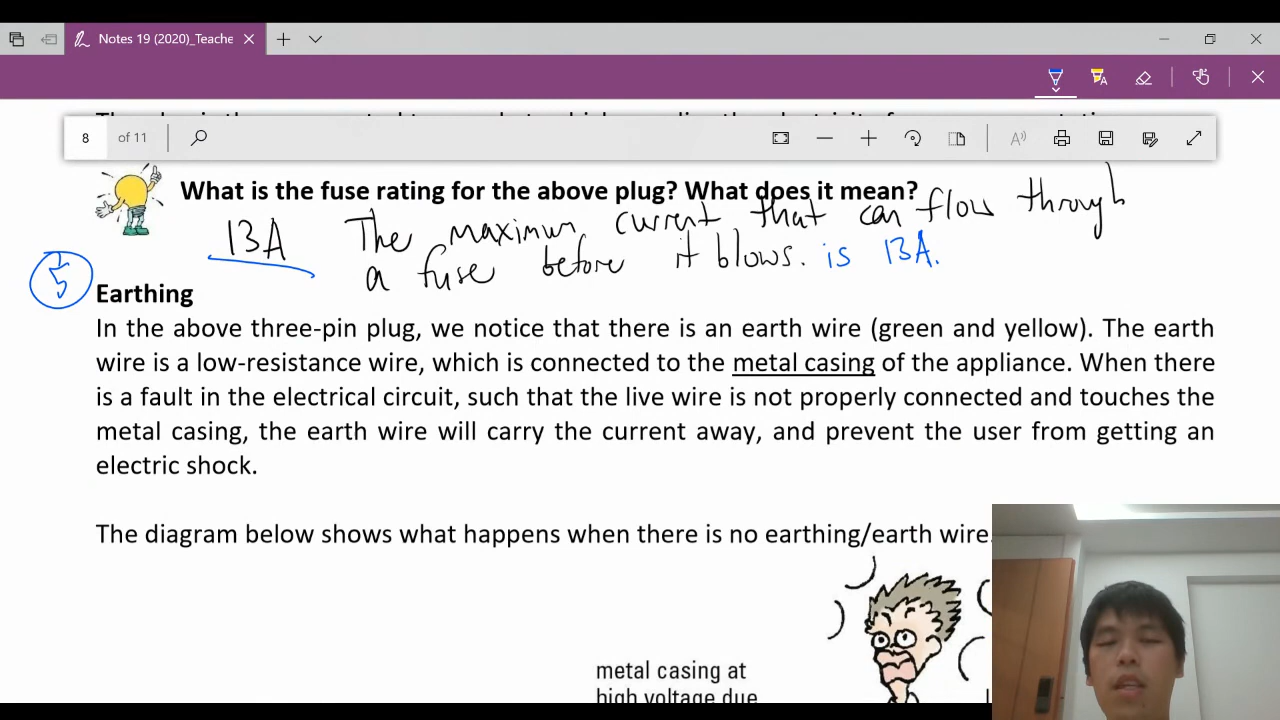 Notes 19 (2020)_Teache
8 of 11
What is the fuse rating for the above plug? What does it mean?
13A The maximum current that can flow through
a fuse before it blows. is 13A.
5
Earthing
In the above three-pin plug, we notice that there is an earth wire (green and yellow). The earth
wire is a low-resistance wire, which is connected to the metal casing of the appliance. When there
is a fault in the electrical circuit, such that the live wire is not properly connected and touches the
metal casing, the earth wire will carry the current away, and prevent the user from getting an
electric shock.
The diagram below shows what happens when there is no earthing/earth wire.
metal casing at
high voltage due